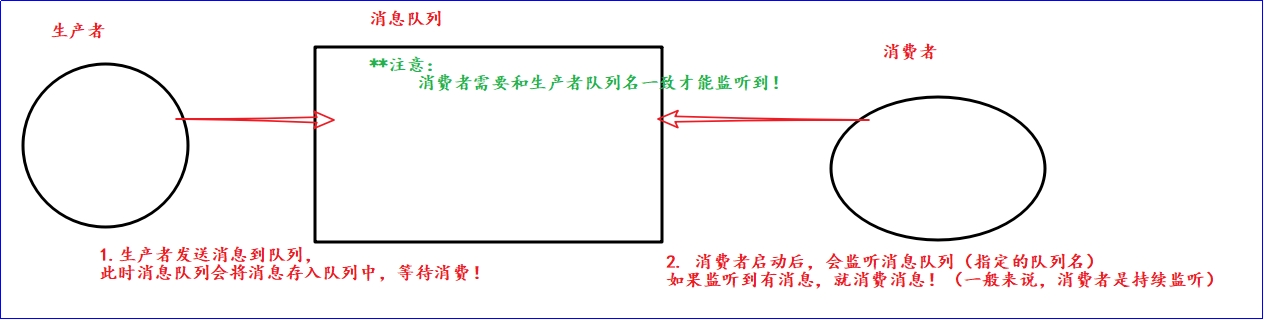 生产者
消息队列
消费者
**注意:
消费者需要和生产者队列名一致才能监听到！
1.生产者发送消息到队列，
此时消息队列会将消息存入队列中，等待消费！
2. 消费者启动后，会监听消息队列（指定的队列名）
如果监听到有消息，就消费消息！（一般来说，消费者是持续监听）